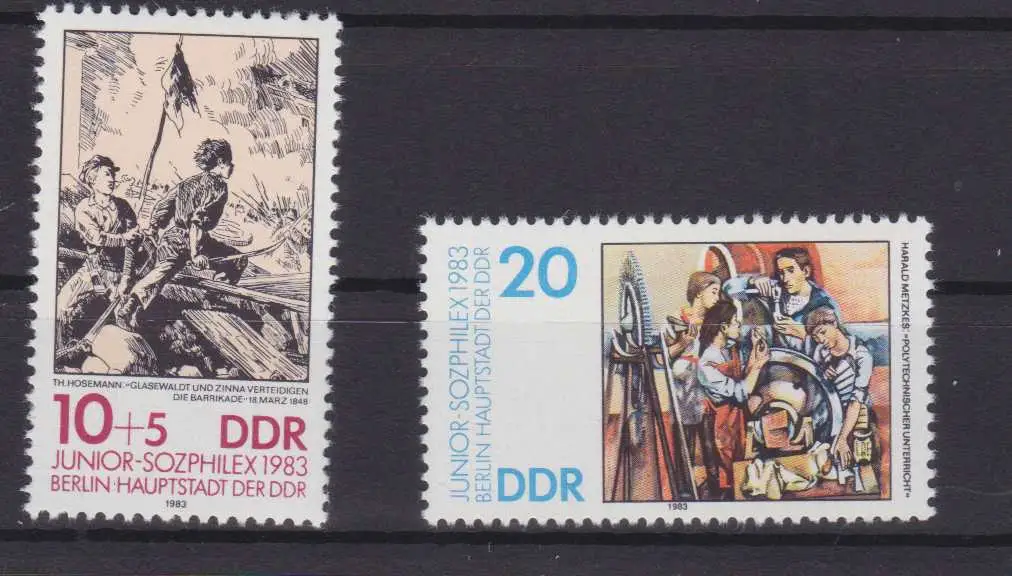 TH. HOSEMANN: »GLASEWALDT UND ZINNA VERTEIDIGEN
DIE BARRIKADE« 18. MÄRZ 1848
10+5 DDR
JUNIOR-SOZPHILEX 1983
BERLIN·HAUPTSTADT DER DDR
1983
JUNIOR-SOZPHILEX 1983
BERLIN HAUPTSTADT DER DDR
20
DDR
HARALD METZKES: »POLYTECHNISCHER UNTERRICHT«
1983